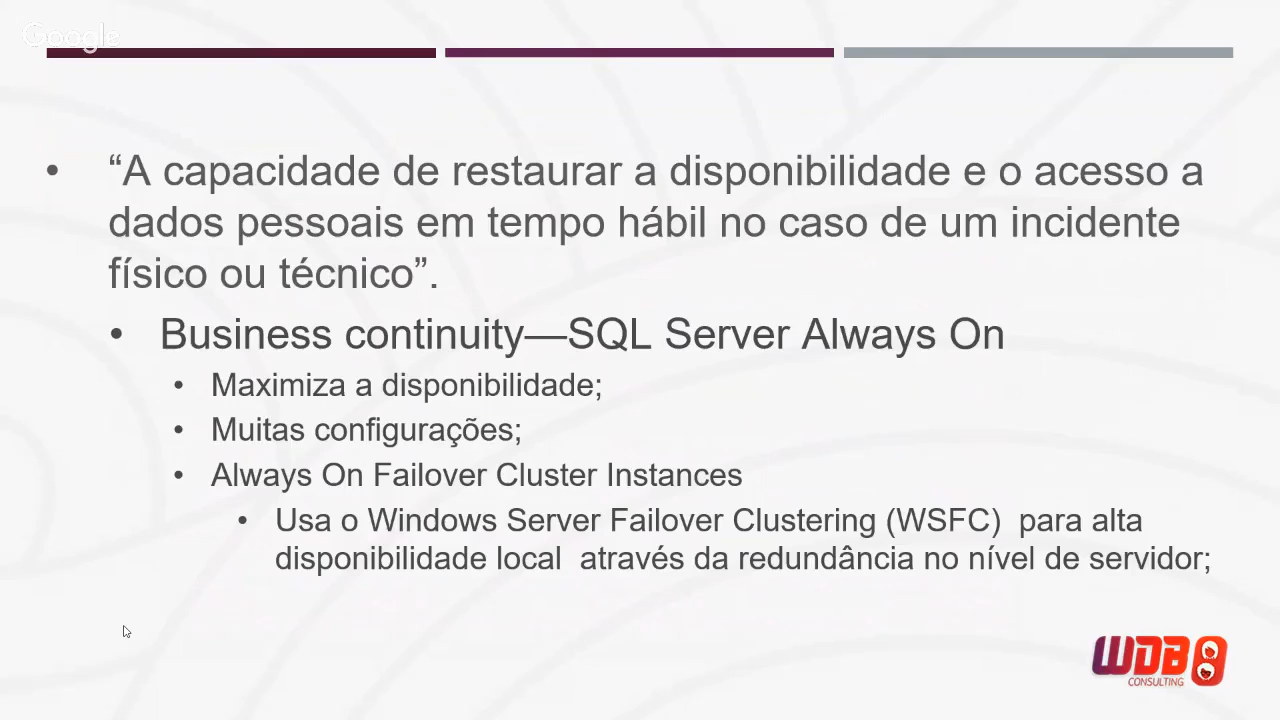 Google
• “A capacidade de restaurar a disponibilidade e o acesso a
dados pessoais em tempo hábil no caso de um incidente
físico ou técnico”.
• Business continuity—SQL Server Always On
• Maximiza a disponibilidade;
• Muitas configurações;
• Always On Failover Cluster Instances
• Usa o Windows Server Failover Clustering (WSFC)  para alta
disponibilidade local  através da redundância no nível de servidor;
WDB
CONSULTING